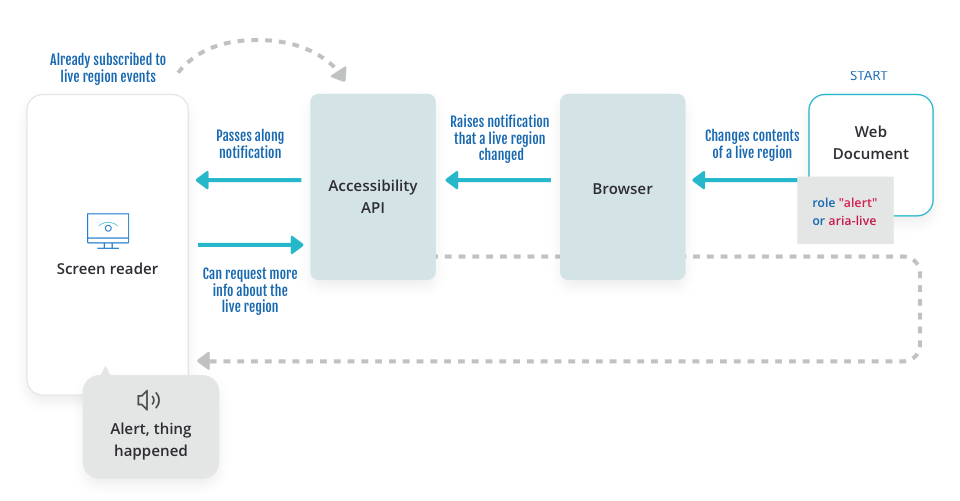 Already subscribed to
live region events
START
Passes along
notification
Raises notification
that a live region
changed
Changes contents
of a live region
Web
Document
Accessibility
API
Browser
role "alert"
or aria-live
Screen reader
Can request more
info about the
live region
Alert, thing
happened